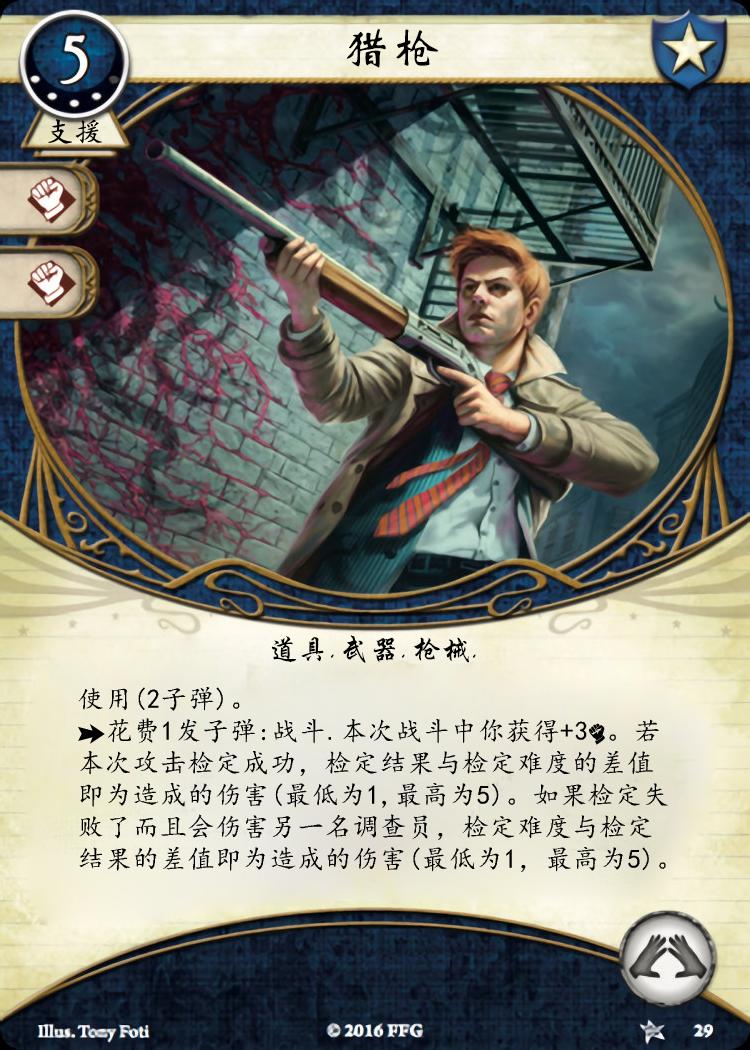 5
猎枪
支援
道具.武器.枪械.
使用(2子弹)。
花费1发子弹:战斗.本次战斗中你获得+3。若
本次攻击检定成功，检定结果与检定难度的差值
即为造成的伤害(最低为1,最高为5)。如果检定失
败了而且会伤害另一名调查员，检定难度与检定
结果的差值即为造成的伤害(最低为1，最高为5)。
Illus. Tony Foti
© 2016 FFG
29